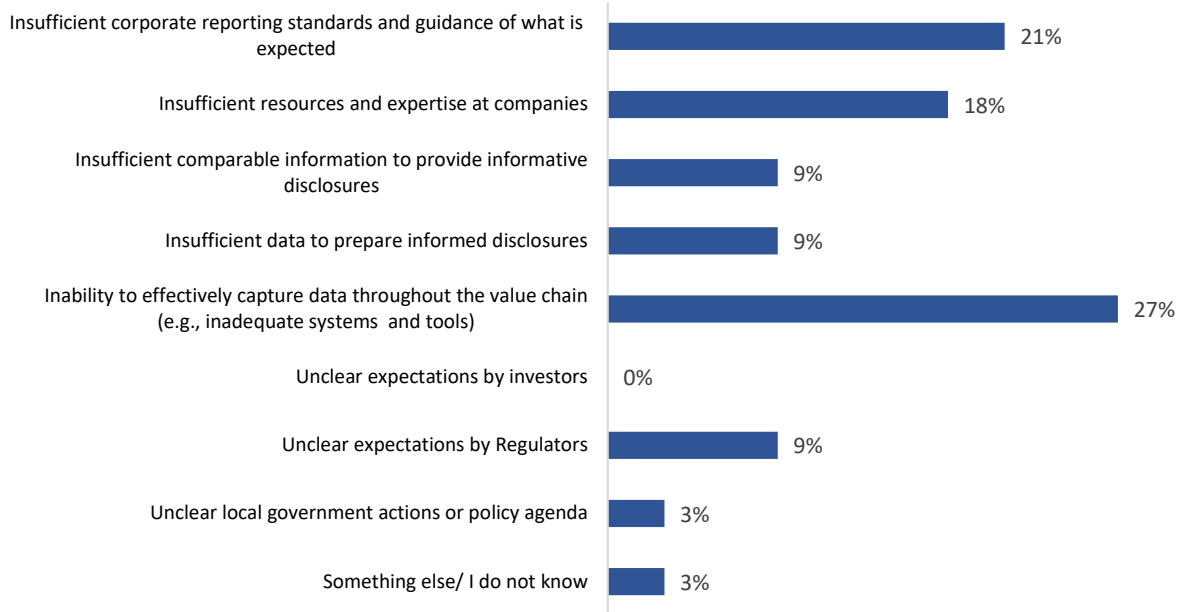 Insufficient corporate reporting standards and guidance of what is
expected
21%
Insufficient resources and expertise at companies
18%
Insufficient comparable information to provide informative
disclosures
9%
Insufficient data to prepare informed disclosures
9%
Inability to effectively capture data throughout the value chain
(e.g., inadequate systems  and tools)
27%
Unclear expectations by investors
0%
Unclear expectations by Regulators
9%
Unclear local government actions or policy agenda
3%
Something else/ I do not know
3%